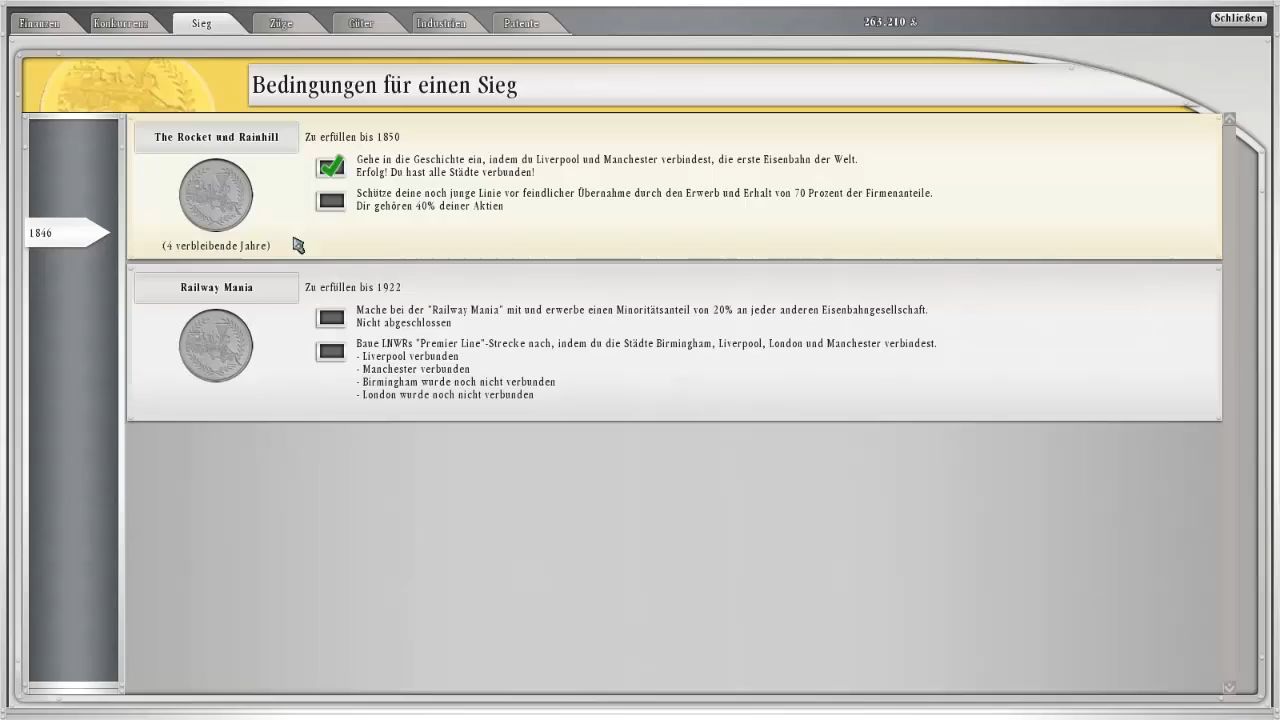 Finanzen
Konkurrenz
Sieg
Züge
Güter
Industrien
Patente
263,210
Schließen
Bedingungen für einen Sieg
The Rocket und Rainhill
Zu erfüllen bis 1850
Gehe in die Geschichte ein, indem du Liverpool und Manchester verbindest, die erste Eisenbahn der Welt.
Erfolg! Du hast alle Städte verbunden!
Schütze deine noch junge Linie vor feindlicher Übernahme durch den Erwerb und Erhalt von 70 Prozent der Firmenanteile.
Dir gehören 40% deiner Aktien
1846
(4 verbleibende Jahre)
Railway Mania
Zu erfüllen bis 1922
Mache bei der "Railway Mania" mit und erwerbe einen Minoritätsanteil von 20% an jeder anderen Eisenbahngesellschaft.
Nicht abgeschlossen
Baue LNWRs "Premier Line"-Strecke nach, indem du die Städte Birmingham, Liverpool, London und Manchester verbindest.
- Liverpool verbunden
- Manchester verbunden
- Birmingham wurde noch nicht verbunden
- London wurde noch nicht verbunden